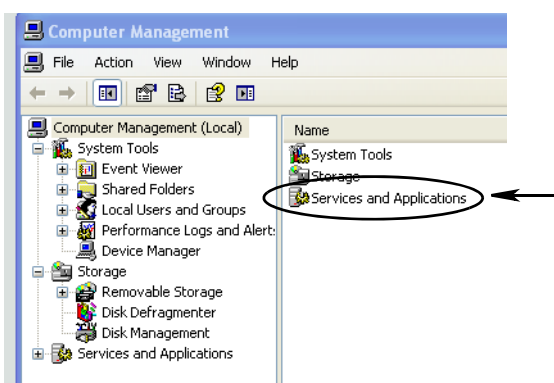 Computer Management
File Action View Window Help
Computer Management (Local)
System Tools
Event Viewer
Shared Folders
Local Users and Groups
Performance Logs and Alert
Device Manager
Storage
Removable Storage
Disk Defragmenter
Disk Management
Services and Applications
Name
System Tools
Storage
Services and Applications